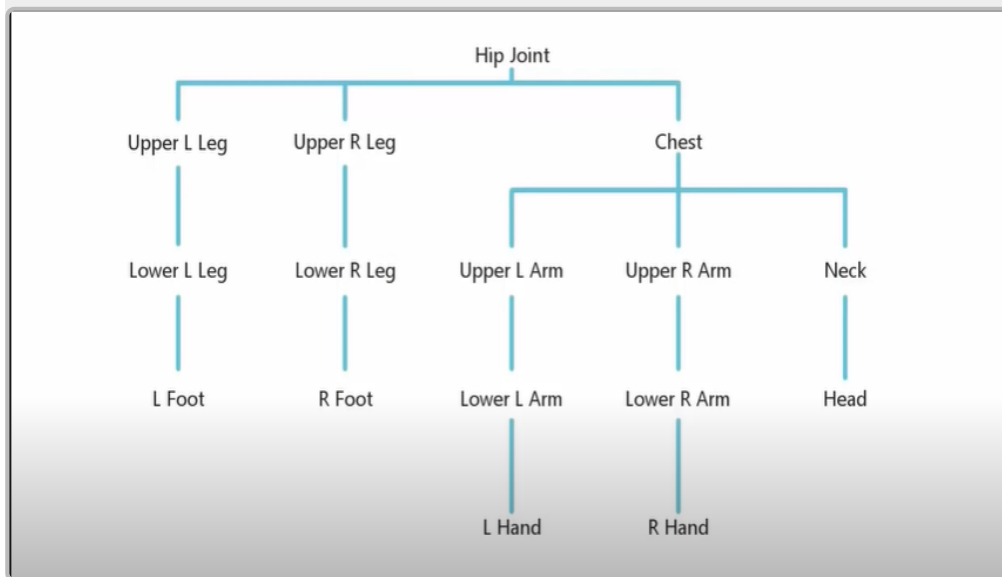 Hip Joint
Upper L Leg
Upper R Leg
Chest
Lower L Leg
Lower R Leg
Upper L Arm
Upper R Arm
Neck
L Foot
R Foot
Lower L Arm
Lower R Arm
Head
L Hand
R Hand